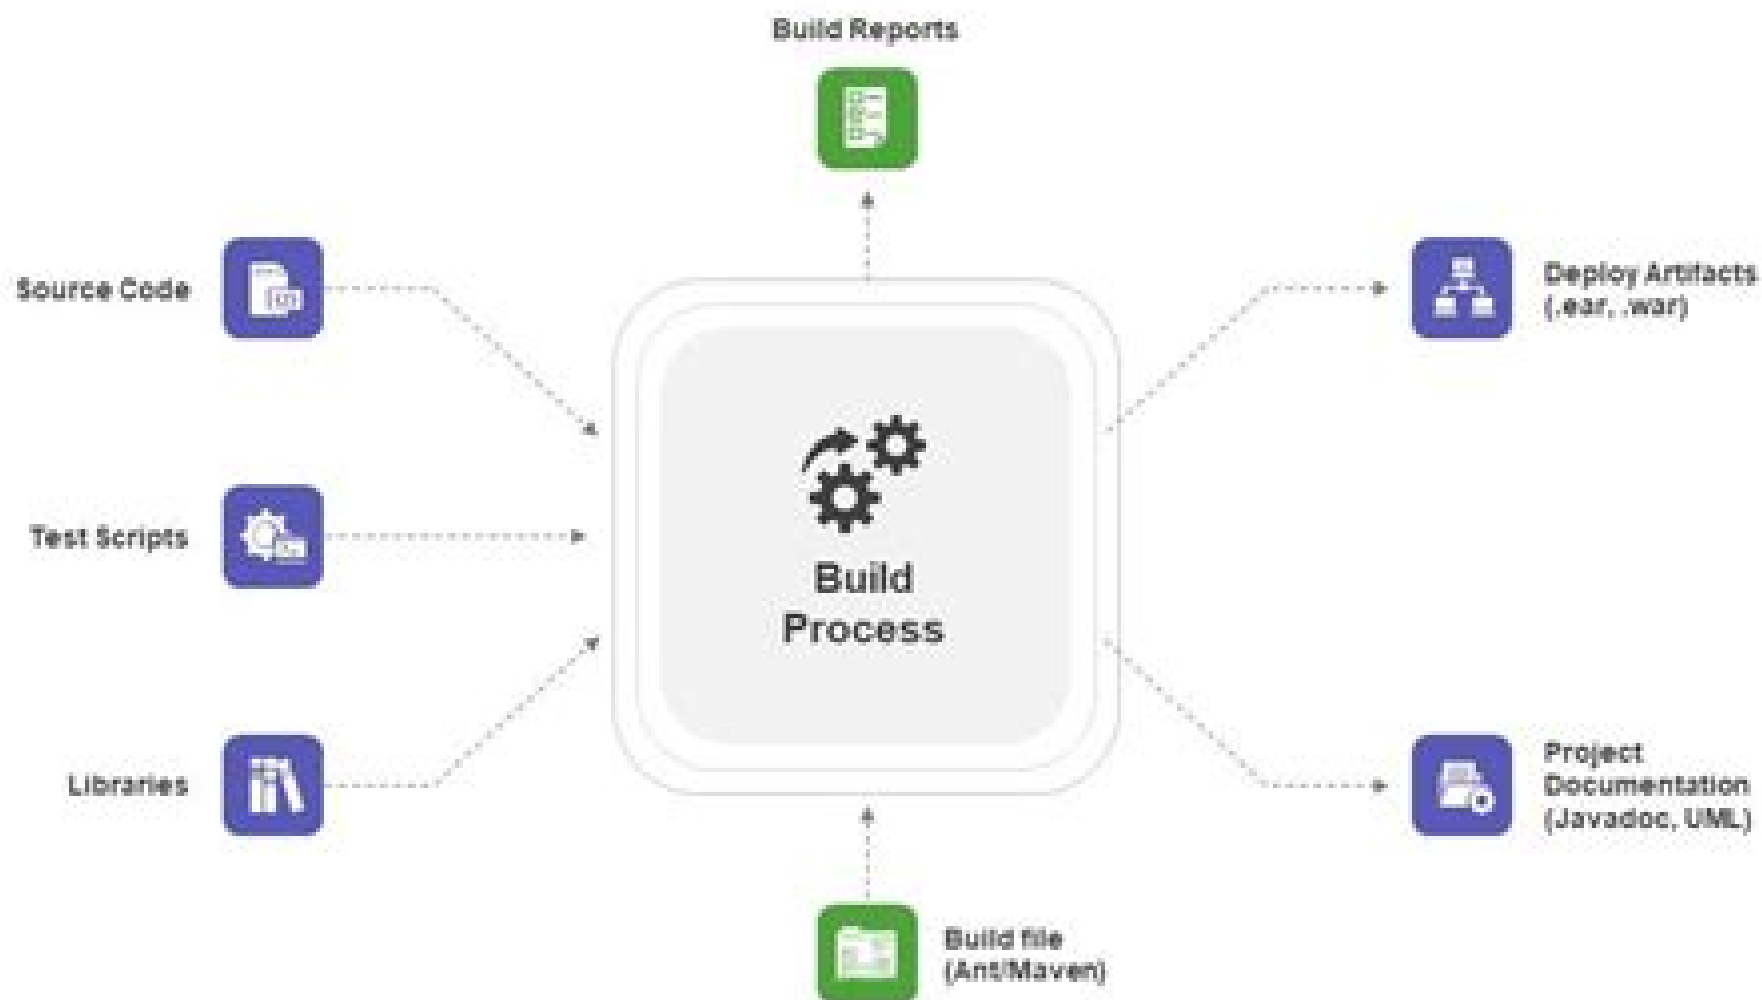 Build Reports
Source Code
Deploy Artifacts
(.ear, .war)
Test Scripts
Build
Process
Libraries
Project
Documentation
(Javadoc, UML)
Build file
(Ant/Maven)